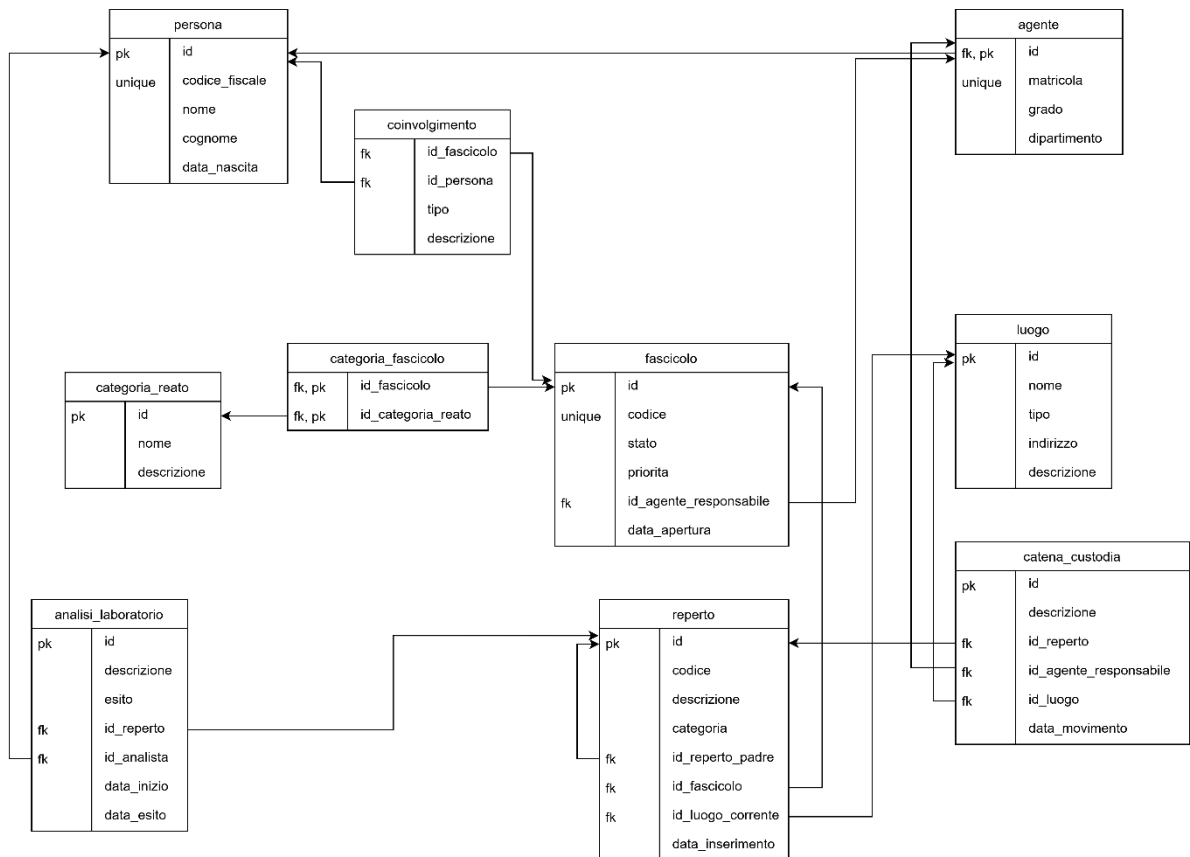 persona
pk id
unique codice_fiscale
nome
cognome
data_nascita
agente
fk, pk id
unique matricola
grado
dipartimento
coinvolgimento
fk id_fascicolo
fk id_persona
tipo
descrizione
luogo
pk id
nome
tipo
indirizzo
descrizione
categoria_fascicolo
fk, pk id_fascicolo
fk, pk id_categoria_reato
fascicolo
pk id
unique codice
stato
priorita
fk id_agente_responsabile
data_apertura
categoria_reato
pk id
nome
descrizione
catena_custodia
pk id
descrizione
fk id_reperto
fk id_agente_responsabile
fk id_luogo
data_movimento
analisi_laboratorio
pk id
descrizione
esito
fk id_reperto
fk id_analista
data_inizio
data_esito
reperto
pk id
codice
descrizione
categoria
fk id_reperto_padre
fk id_fascicolo
fk id_luogo_corrente
data_inserimento